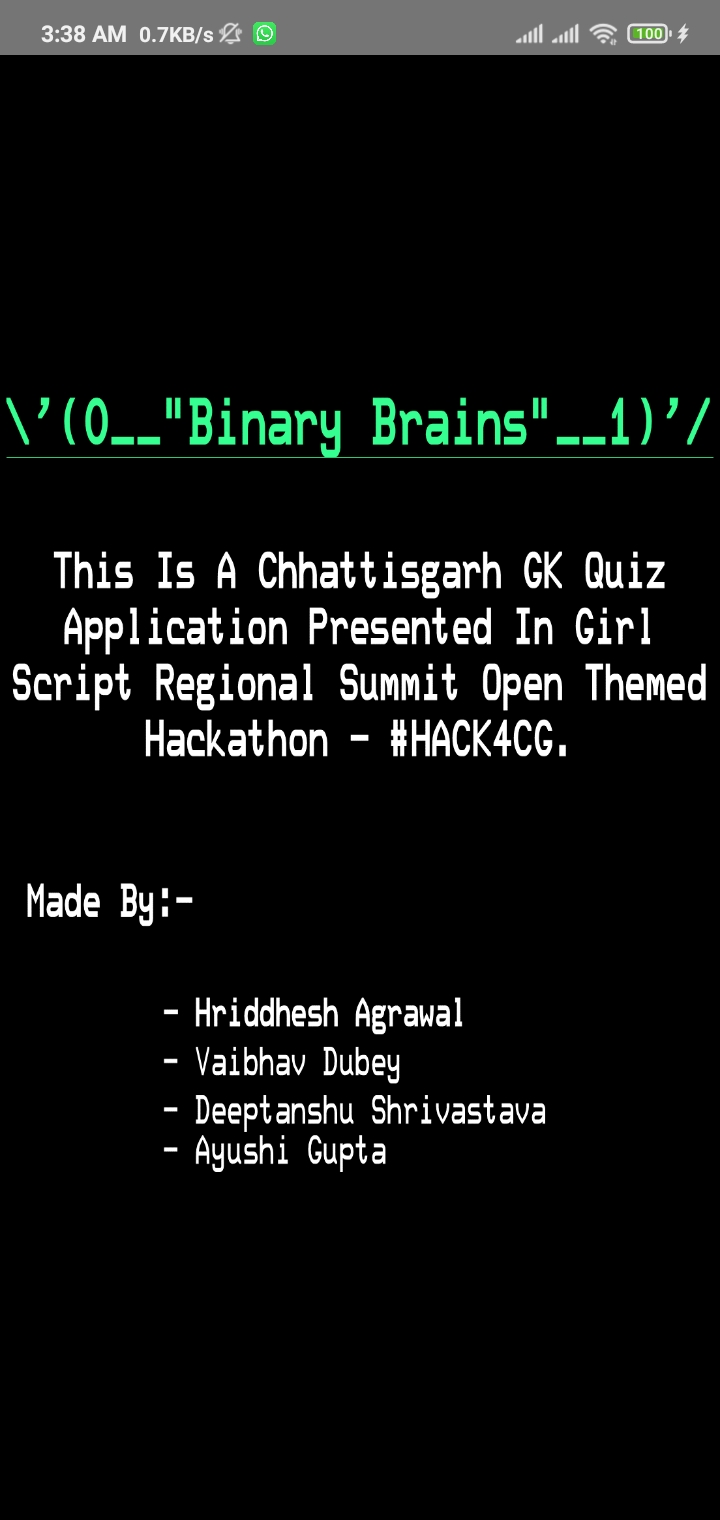 3:38 AM 0.7KB/s 100
\'(0__"Binary Brains"__1)'/
This Is A Chhattisgarh GK Quiz
Application Presented In Girl
Script Regional Summit Open Themed
Hackathon - #HACK4CG.
Made By:-
- Hriddhesh Agrawal
- Vaibhav Dubey
- Deeptanshu Shrivastava
- Ayushi Gupta